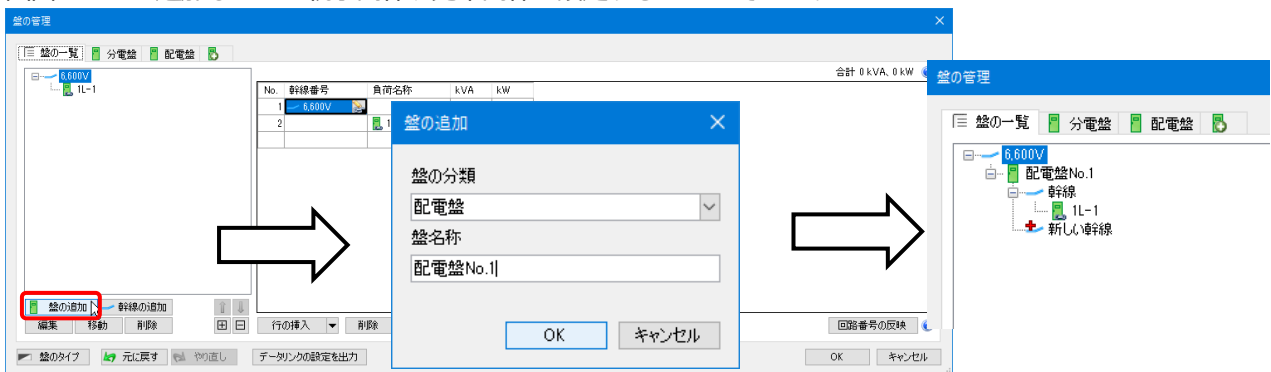 盤の管理
盤の一覧 分電盤 配電盤
6,600V
1L-1
合計 0 kVA、0 kW
No. 幹線番号 負荷名称 kVA kW
1 6,600V
2 1
盤の追加 幹線の追加
編集 移動 削除
行の挿入 削除
回路番号の反映
盤のタイプ 元に戻す やり直し データリンクの設定を出力
OK キャンセル
盤の追加
盤の分類
配電盤
盤名称
配電盤No.1
OK キャンセル
盤の管理
盤の一覧 分電盤 配電盤
6,600V
配電盤No.1
幹線
1L-1
新しい幹線